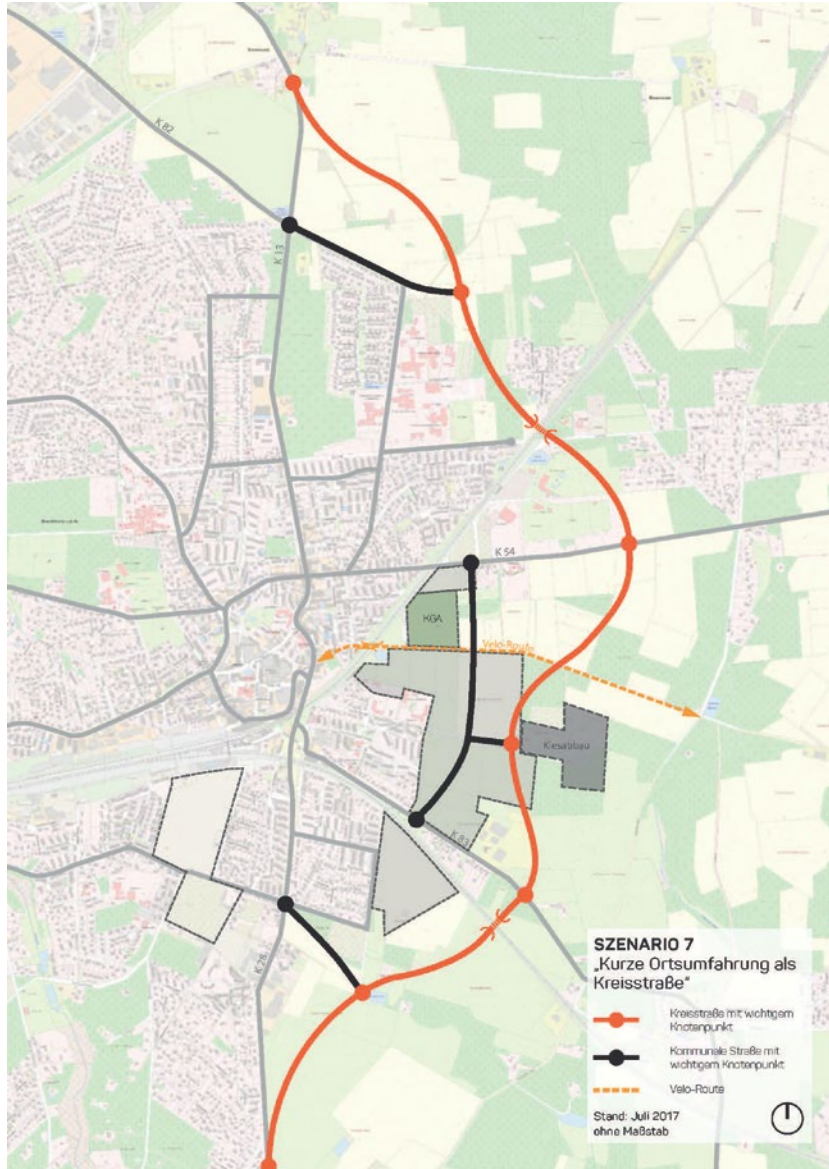 K 82
K 13
K 54
KGA
Velo-Route
Kiesabbau
K 83
K 28
SZENARIO 7
„Kurze Ortsumfahrung als
Kreisstraße“
Kreisstraße mit wichtigem
Knotenpunkt
Kommunale Straße mit
wichtigem Knotenpunkt
Velo-Route
Stand: Juli 2017
ohne Maßstab